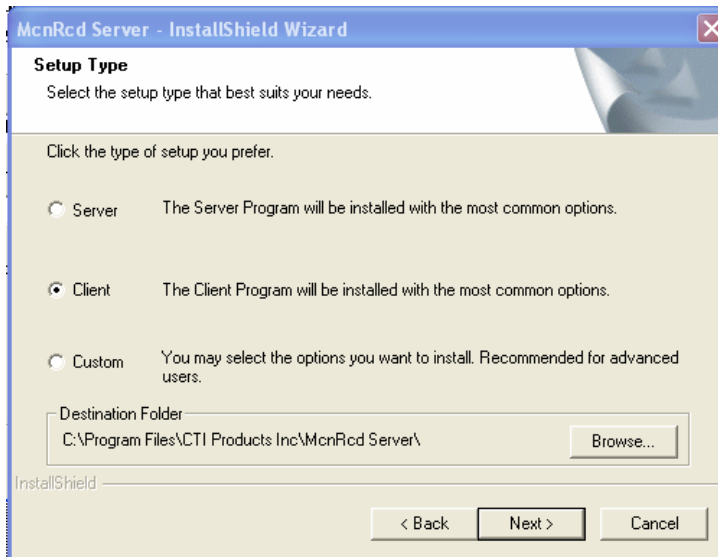 McnRcd Server - InstallShield Wizard
Setup Type
Select the setup type that best suits your needs.
Click the type of setup you prefer.
Server The Server Program will be installed with the most common options.
Client The Client Program will be installed with the most common options.
Custom You may select the options you want to install. Recommended for advanced
users.
Destination Folder
C:\Program Files\CTI Products Inc\McnRcd Server\
Browse...
InstallShield
< Back Next > Cancel